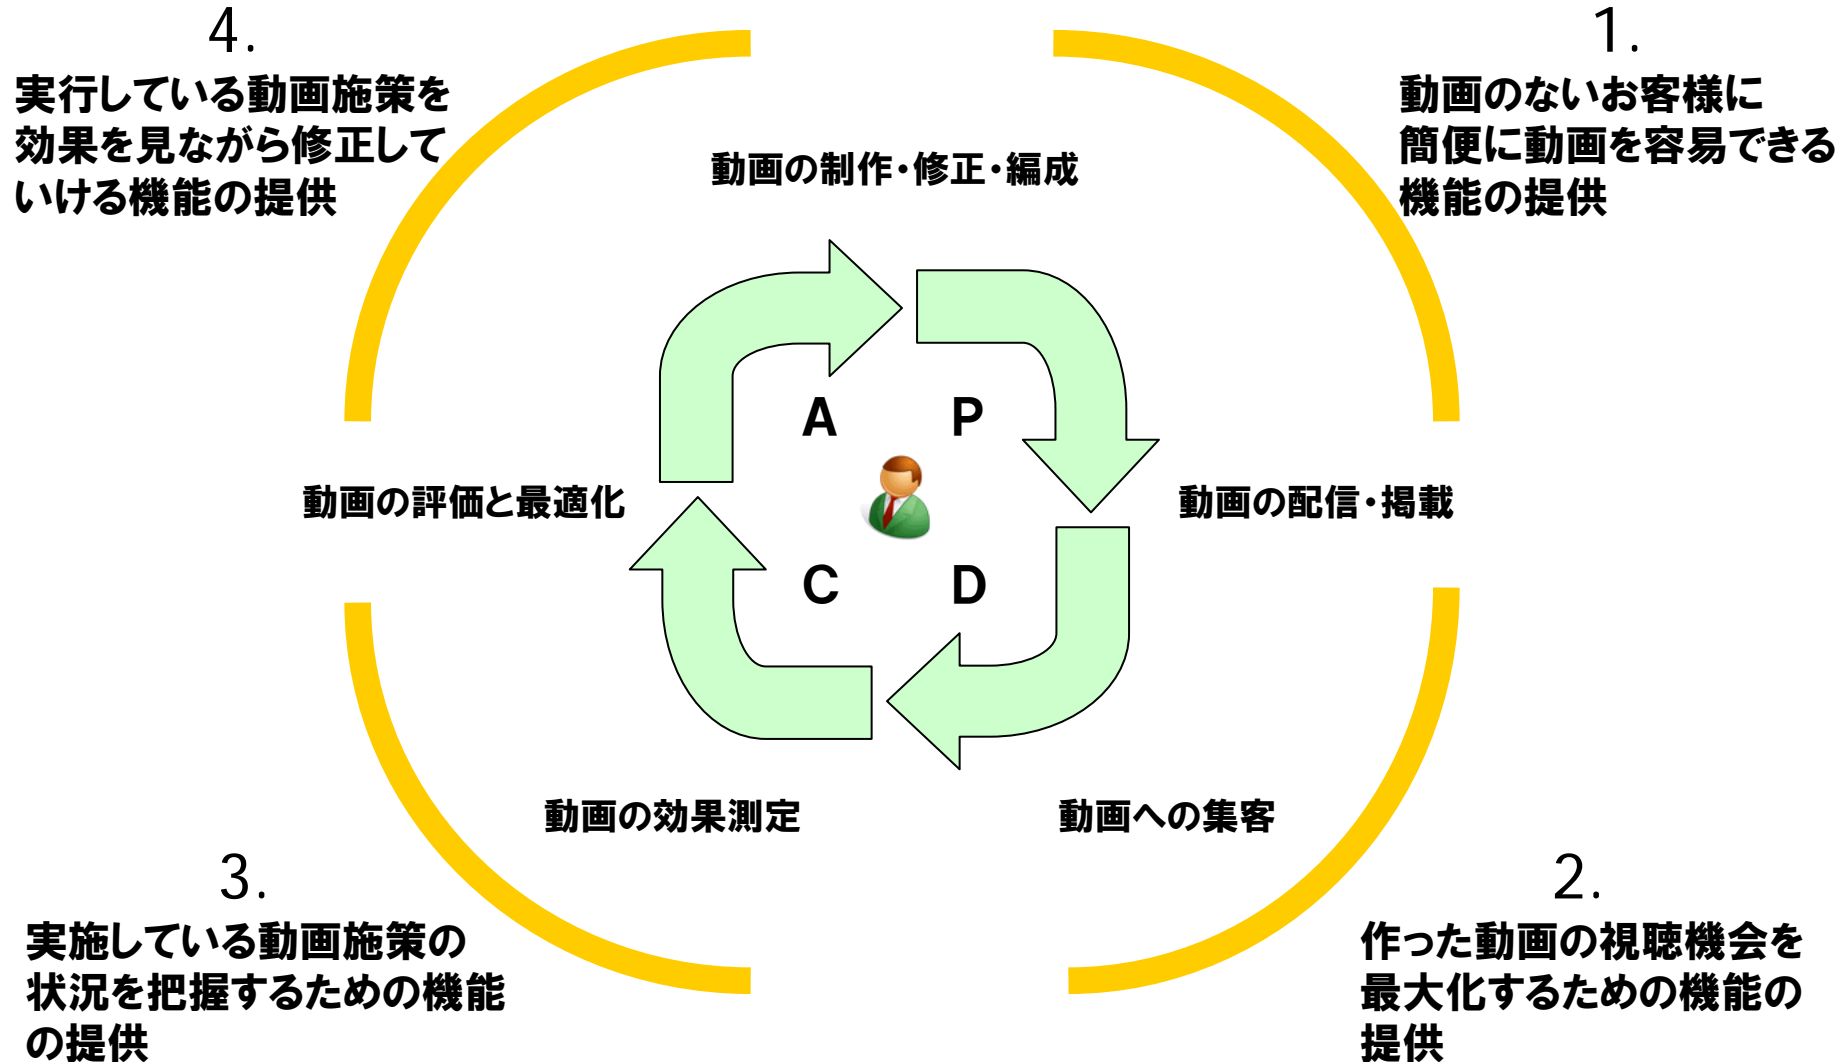 4.
実行している動画施策を
効果を見ながら修正して
いける機能の提供
1.
動画のないお客様に
簡便に動画を容易できる
機能の提供
動画の制作・修正・編成
A
P
動画の評価と最適化
動画の配信・掲載
C
D
動画の効果測定
動画への集客
3.
実施している動画施策の
状況を把握するための機能
の提供
2.
作った動画の視聴機会を
最大化するための機能の
提供